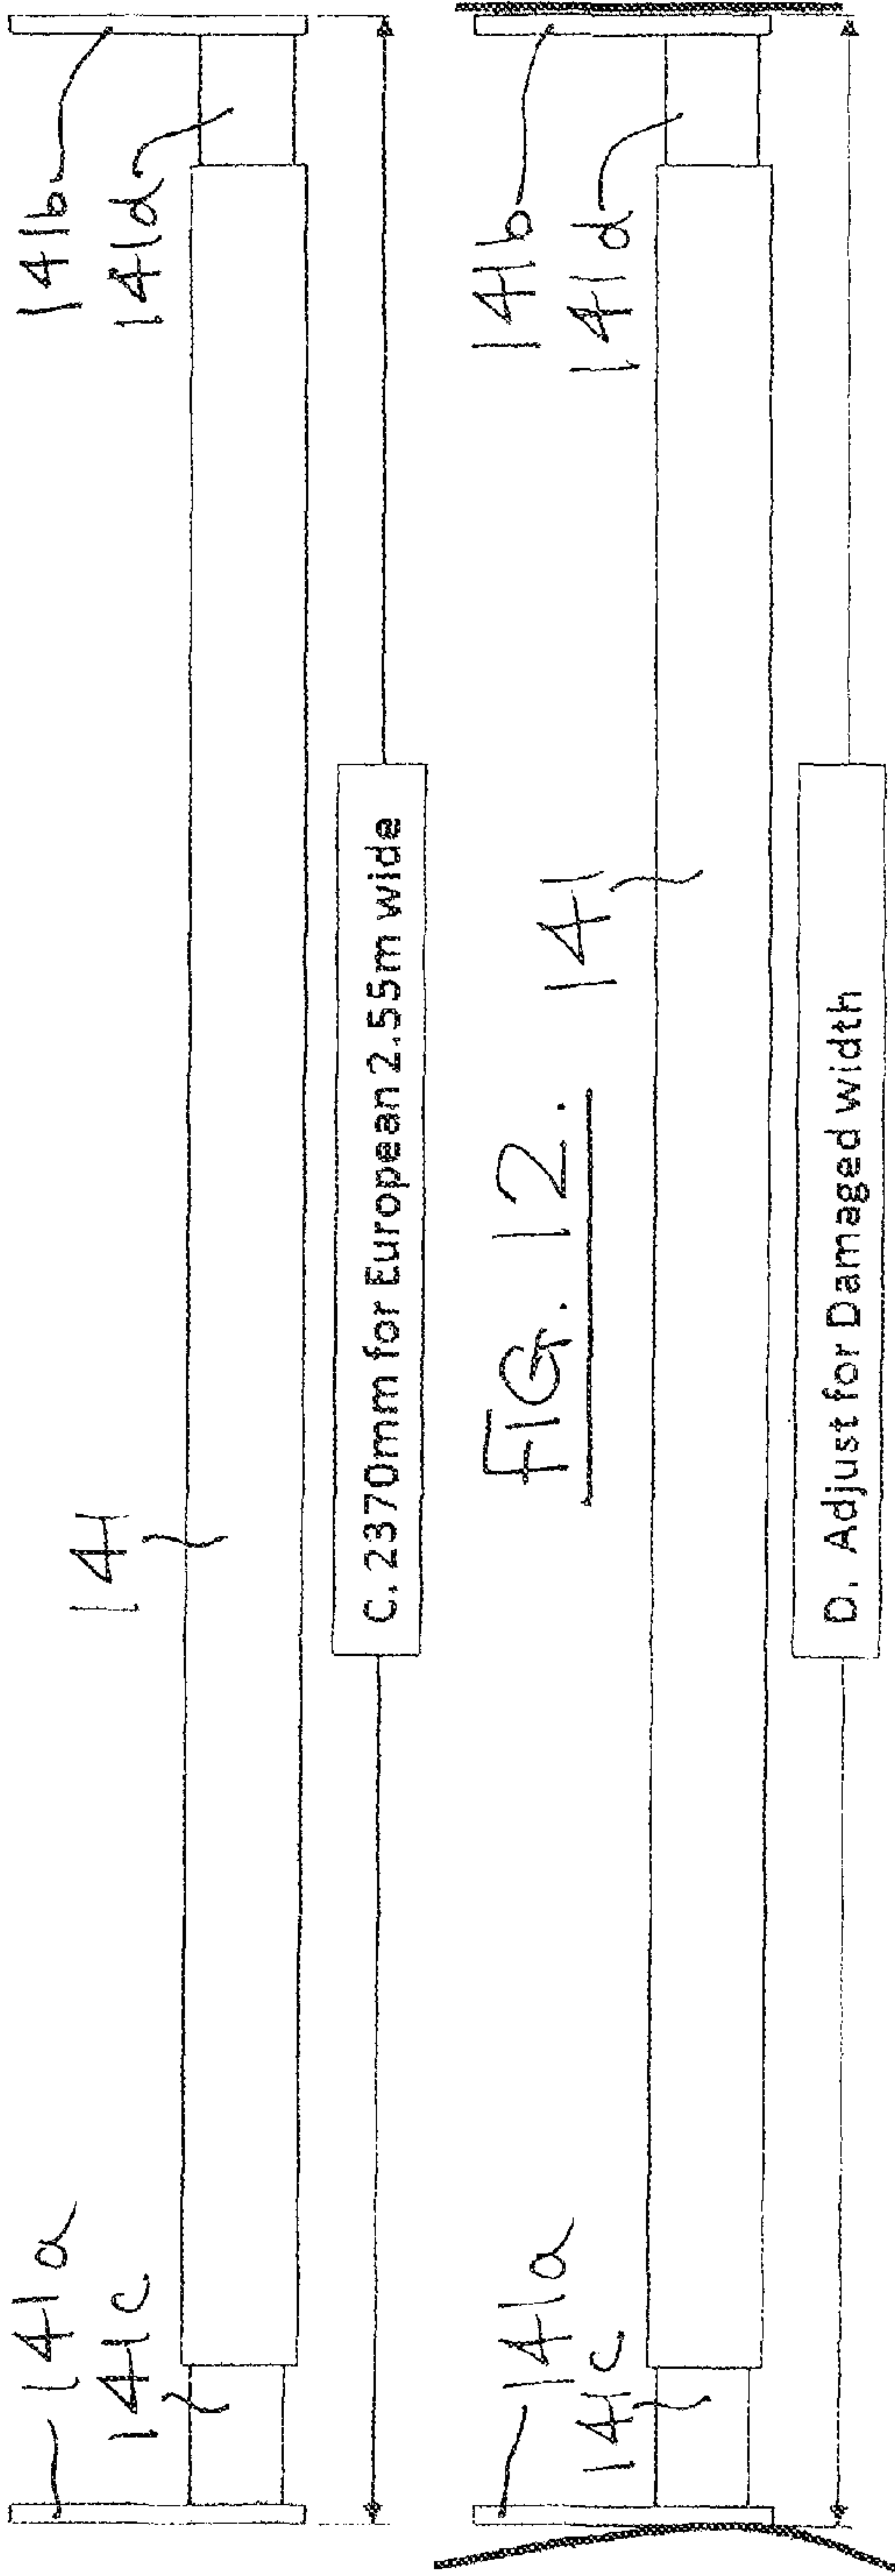 141a
141c
141
141b
141d
C. 2370mm for European 2.55m wide
FIG. 12.
141a
141c
141
141b
141d
D. Adjust for Damaged width